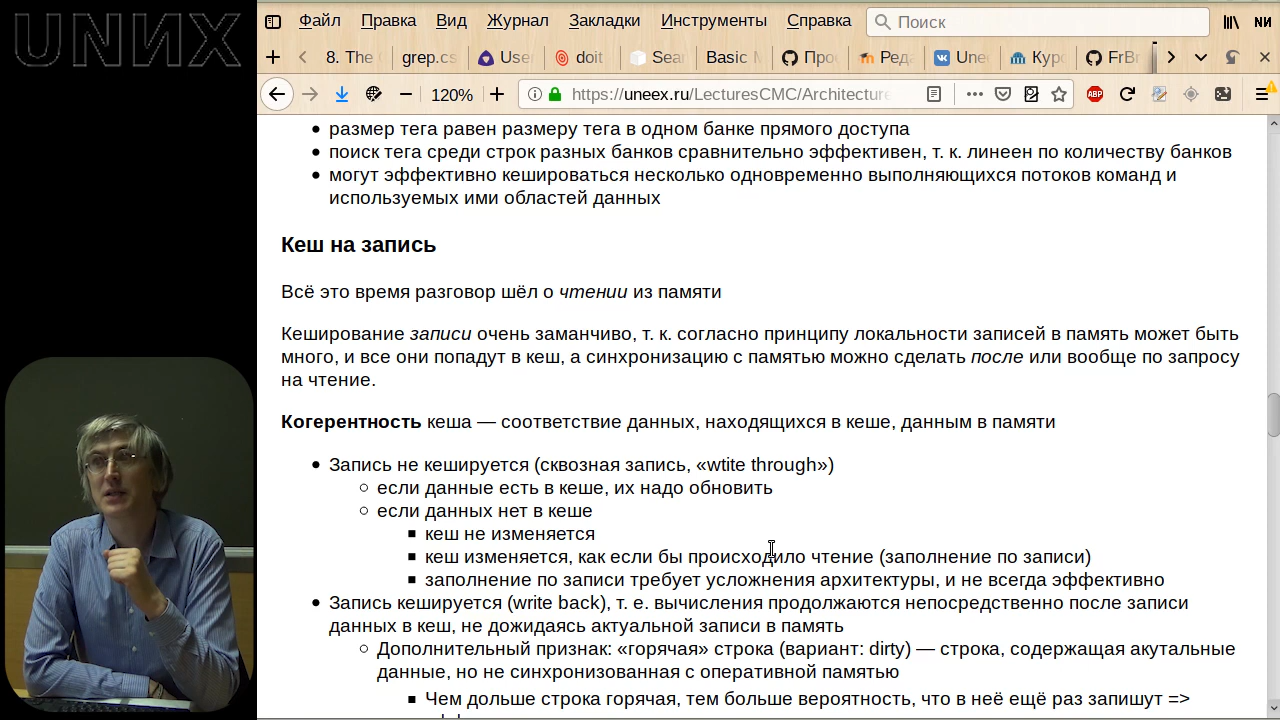 UNИX
Файл Правка Вид Журнал Закладки Инструменты Справка Поиск
8. The grep.cs User doit Sear Basic M Про Реда Unee Курс FrBr
120% https://uneex.ru/LecturesCMC/Architecture ABP
размер тега равен размеру тега в одном банке прямого доступа
поиск тега среди строк разных банков сравнительно эффективен, т. к. линеен по количеству банков
могут эффективно кешироваться несколько одновременно выполняющихся потоков команд и
используемых ими областей данных
Кеш на запись
Всё это время разговор шёл о чтении из памяти
Кеширование записи очень заманчиво, т. к. согласно принципу локальности записей в память может быть
много, и все они попадут в кеш, а синхронизацию с памятью можно сделать после или вообще по запросу
на чтение.
Когерентность кеша — соответствие данных, находящихся в кеше, данным в памяти
Запись не кешируется (сквозная запись, «wtite through»)
если данные есть в кеше, их надо обновить
если данных нет в кеше
кеш не изменяется
кеш изменяется, как если бы происходило чтение (заполнение по записи)
заполнение по записи требует усложнения архитектуры, и не всегда эффективно
Запись кешируется (write back), т. е. вычисления продолжаются непосредственно после записи
данных в кеш, не дожидаясь актуальной записи в память
Дополнительный признак: «горячая» строка (вариант: dirty) — строка, содержащая акутальные
данные, но не синхронизованная с оперативной памятью
Чем дольше строка горячая, тем больше вероятность, что в неё ещё раз запишут =>